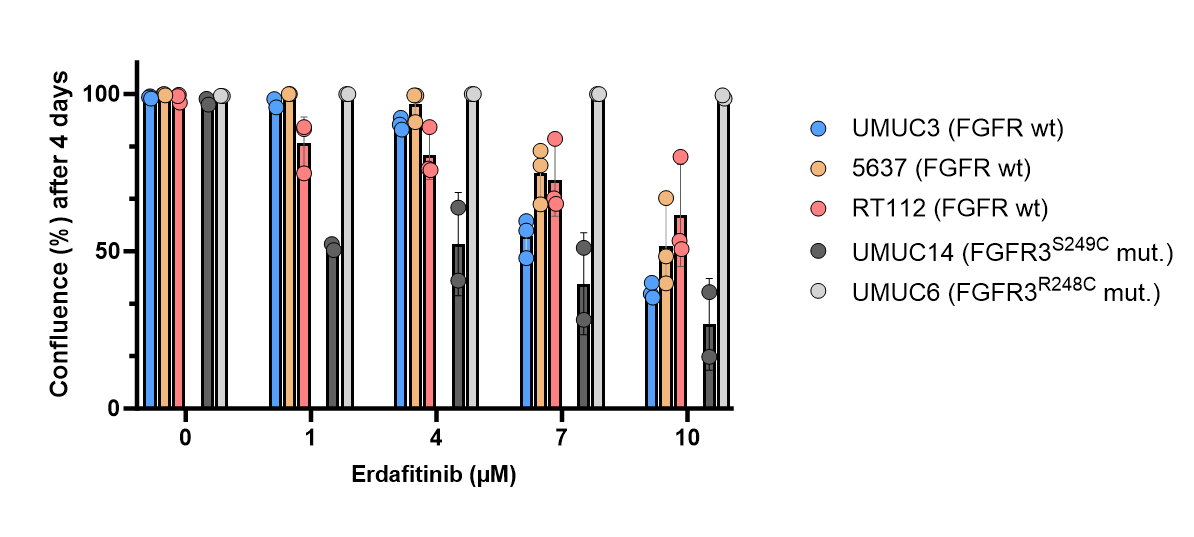 Confluence (%) after 4 days
100
50
0
0 1 4 7 10
Erdafitinib (µM)
UMUC3 (FGFR wt)
5637 (FGFR wt)
RT112 (FGFR wt)
UMUC14 (FGFR3S249C mut.)
UMUC6 (FGFR3R248C mut.)